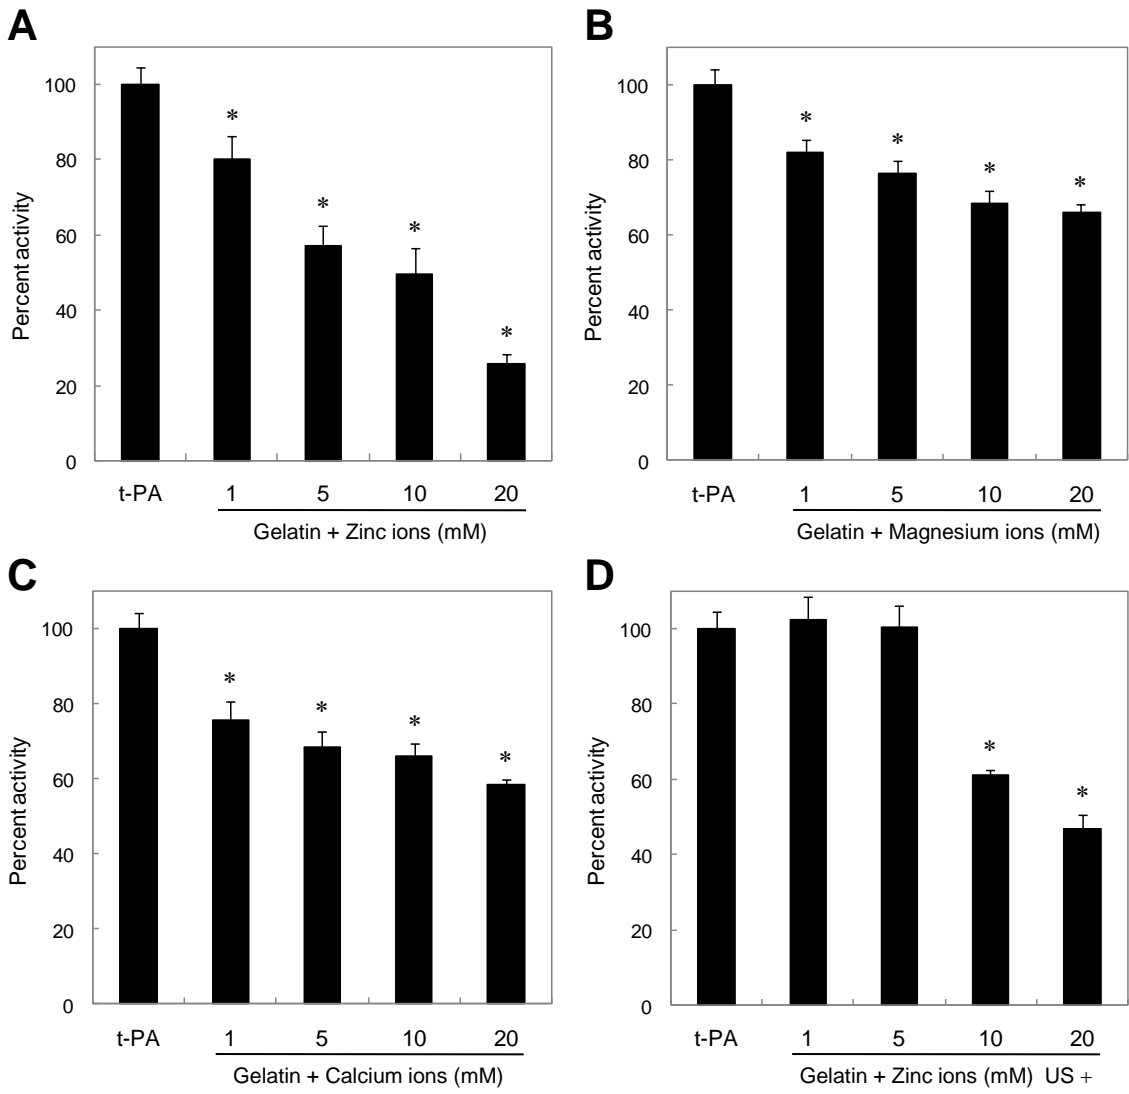 A
Percent activity
100
80
60
40
20
0
t-PA 1 5 10 20
Gelatin + Zinc ions (mM)
* * * *
B
Percent activity
100
80
60
40
20
0
t-PA 1 5 10 20
Gelatin + Magnesium ions (mM)
* * * *
C
Percent activity
100
80
60
40
20
0
t-PA 1 5 10 20
Gelatin + Calcium ions (mM)
* * * *
D
Percent activity
100
80
60
40
20
0
t-PA 1 5 10 20
Gelatin + Zinc ions (mM) US +
* *